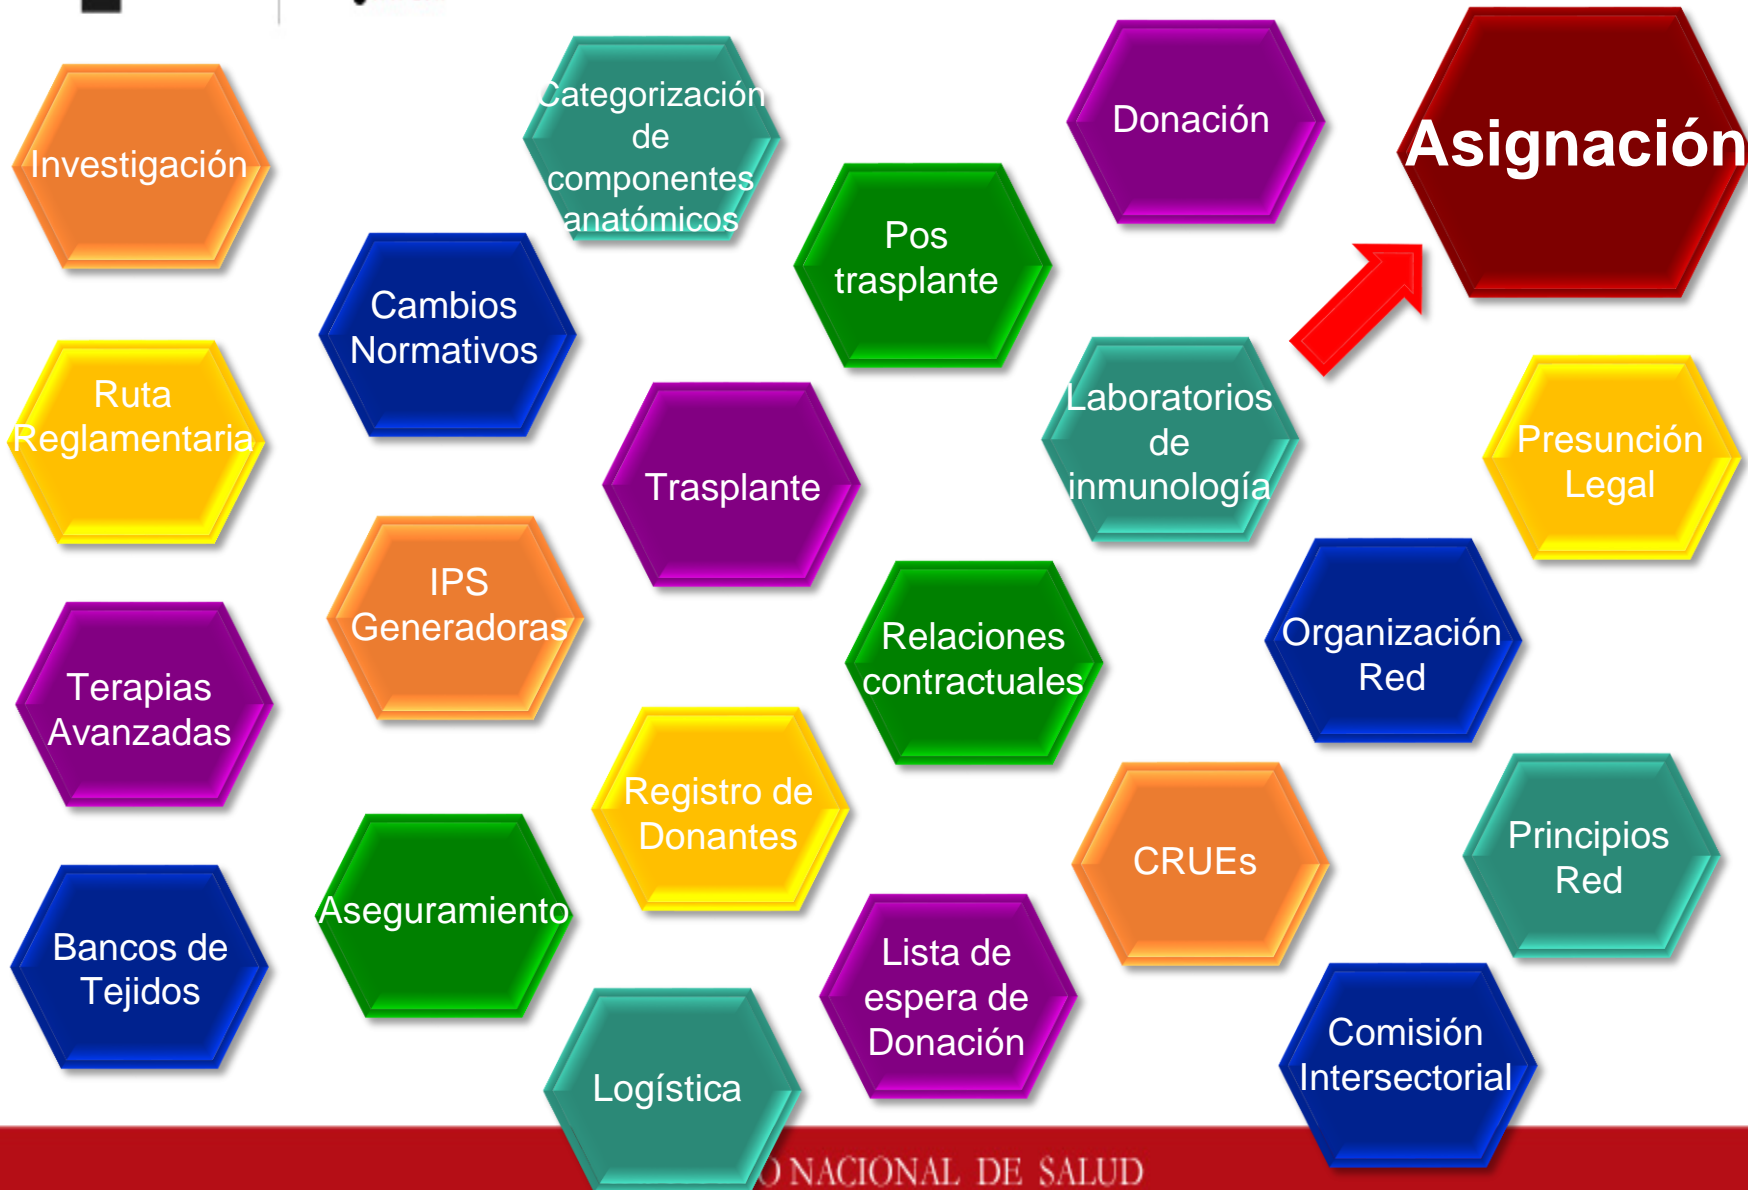 Investigación
Categorización
de
componentes
anatómicos
Donación
Asignación
Cambios
Normativos
Pos
trasplante
Ruta
Reglamentaria
Trasplante
Laboratorios
de
inmunología
Presunción
Legal
IPS
Generadoras
Relaciones
contractuales
Organización
Red
Terapias
Avanzadas
Registro de
Donantes
CRUEs
Principios
Red
Aseguramiento
Bancos de
Tejidos
Lista de
espera de
Donación
Logística
Comisión
Intersectorial
O NACIONAL DE SALUD